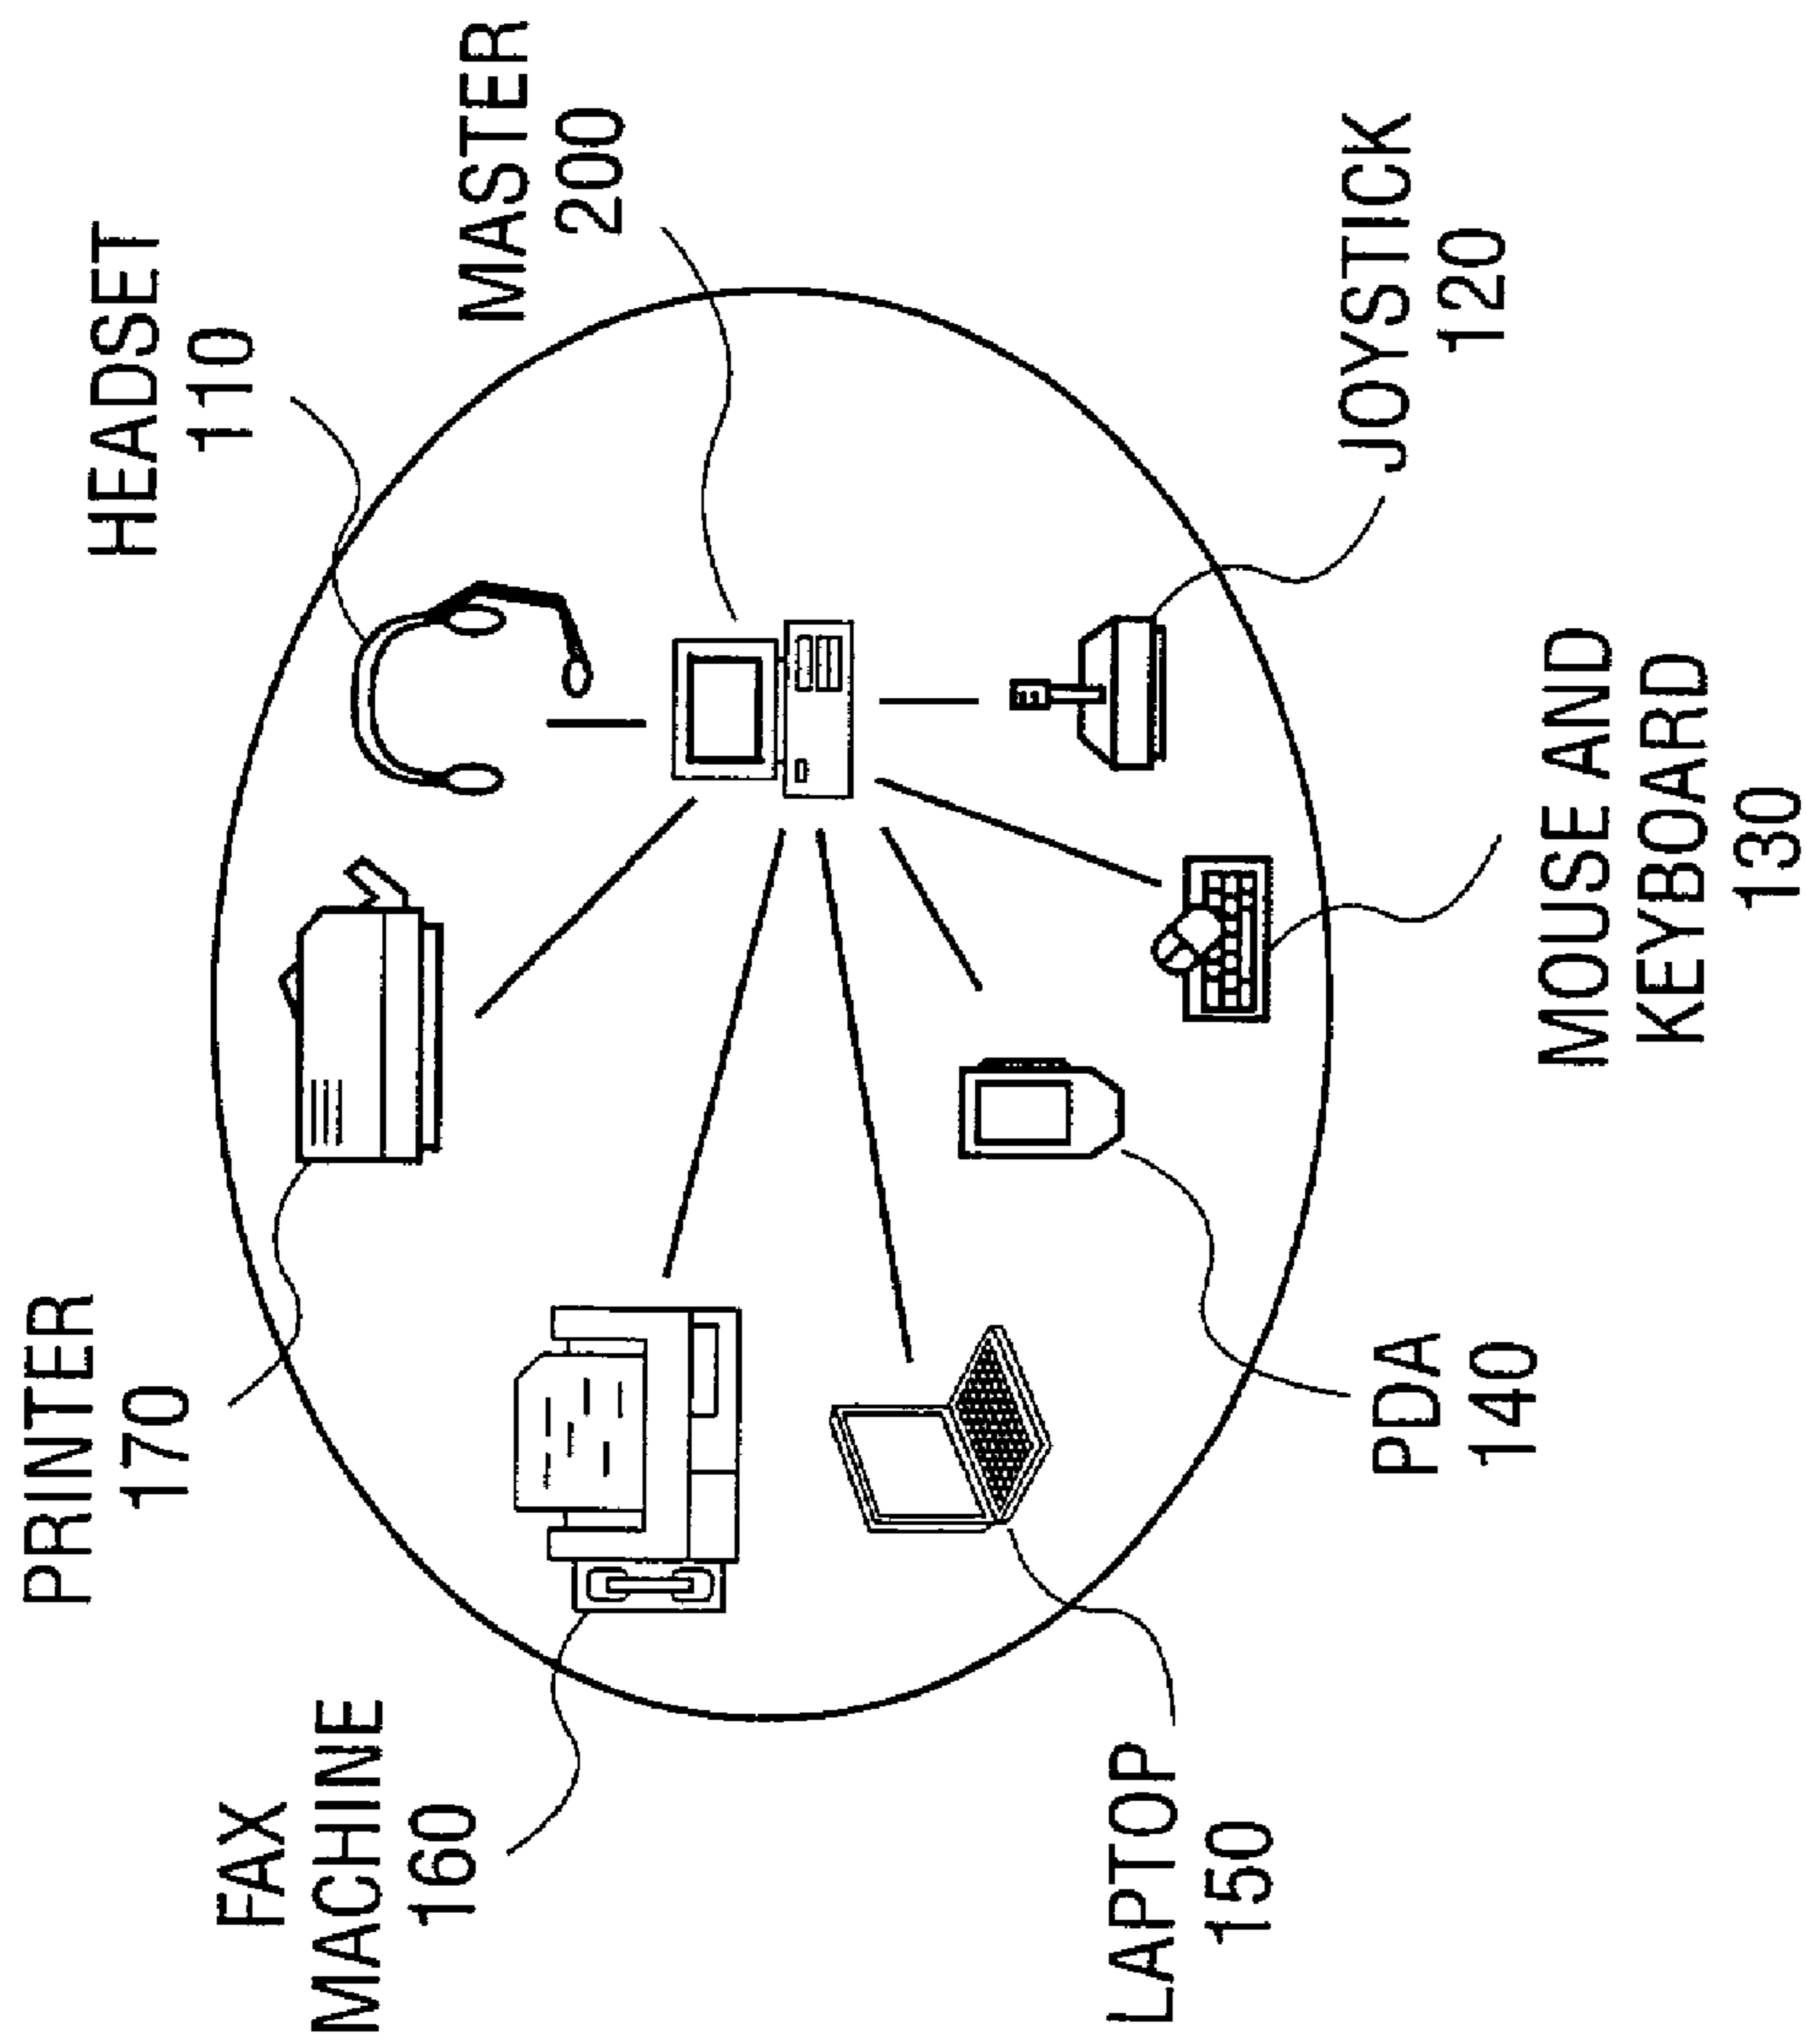 PRINTER
170
HEADSET
110
FAX
MACHINE
160
MASTER
200
LAPTOP
150
PDA
140
JOYSTICK
120
MOUSE AND
KEYBOARD
130